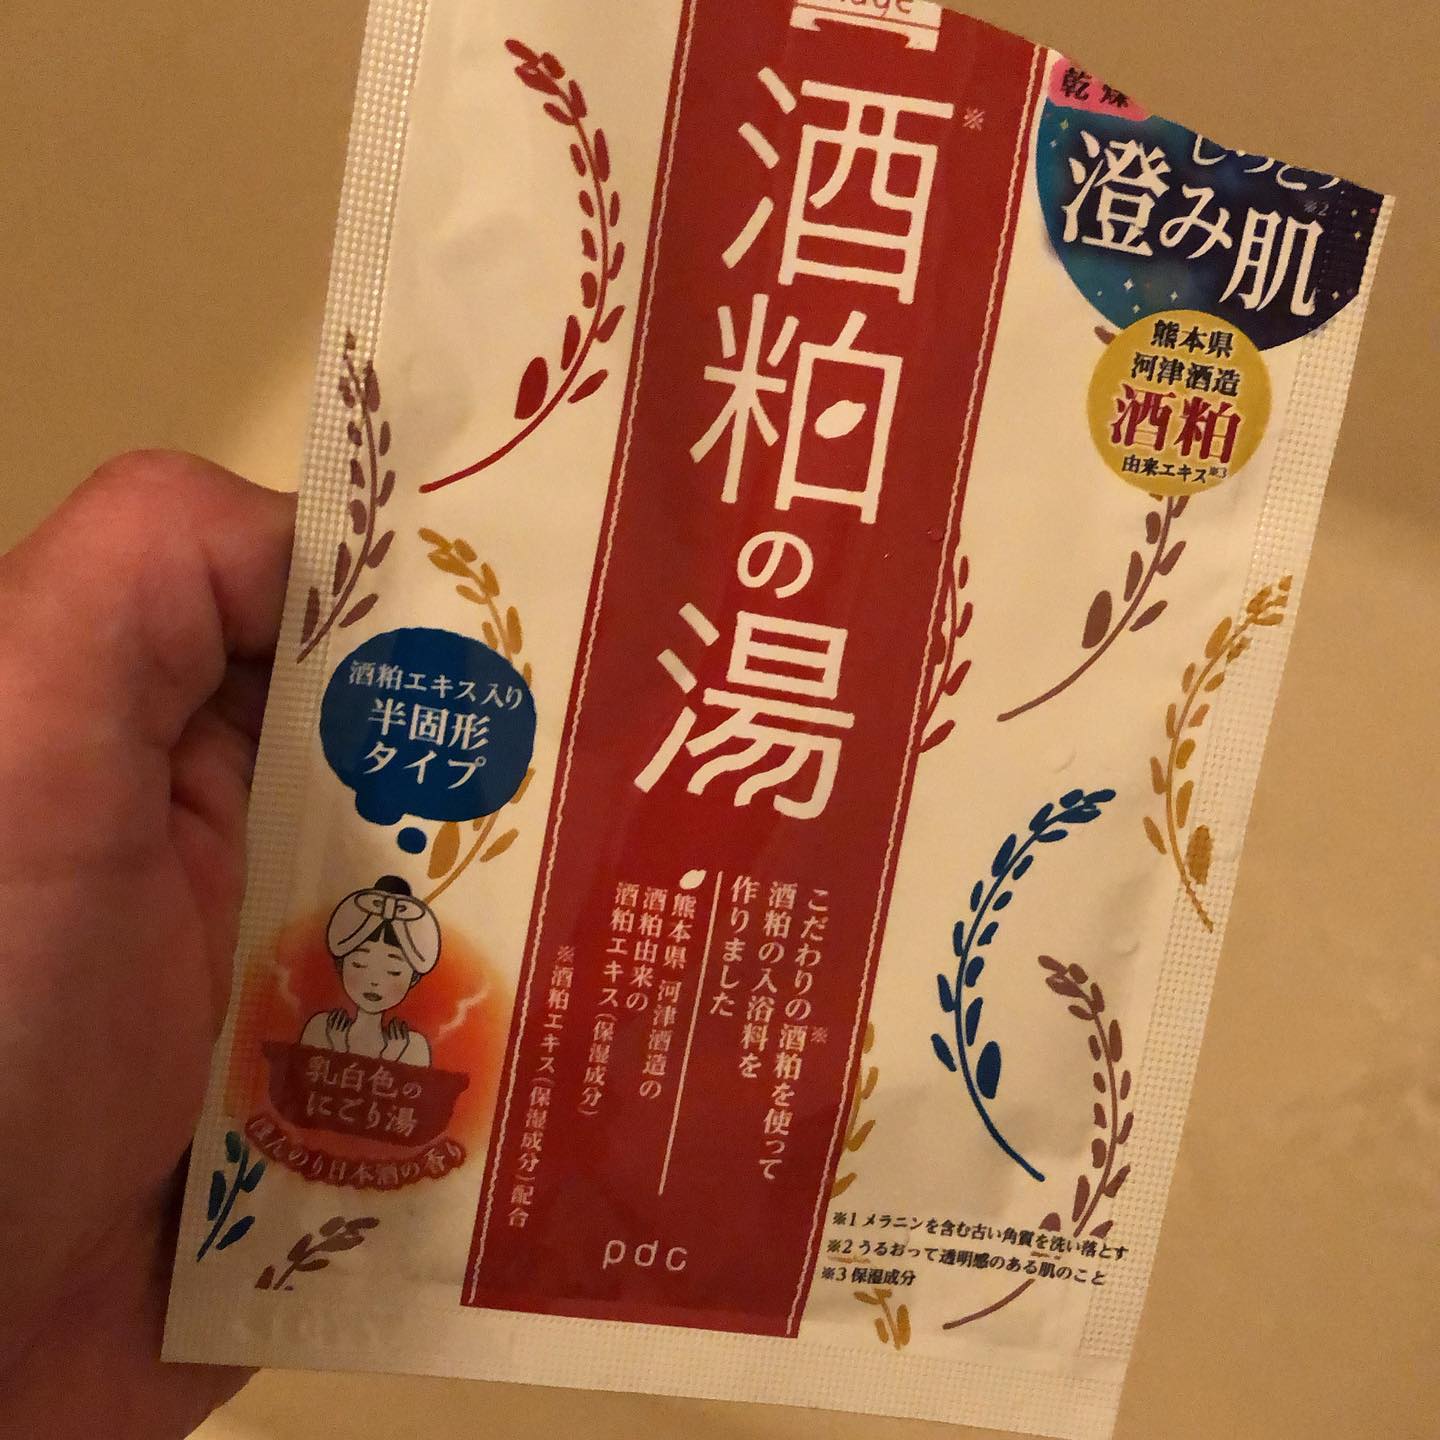 酒粕の湯
※
乾燥
しっとり
澄み肌
※2
熊本県
河津酒造
酒粕
由来エキス※3
酒粕エキス入り
半固形
タイプ
こだわりの酒粕※を使って
酒粕の入浴料を
作りました
熊本県 河津酒造の
酒粕由来の
酒粕エキス(保湿成分)
※酒粕エキス(保湿成分)配合
乳白色の
にごり湯
ほんのり日本酒の香り
pdc
※1 メラニンを含む古い角質を洗い落とす
※2 うるおって透明感のある肌のこと
※3 保湿成分